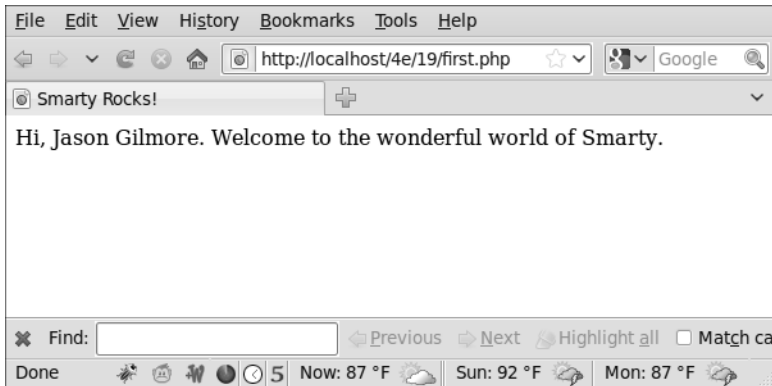 File Edit View History Bookmarks Tools Help
http://localhost/4e/19/first.php Google
Smarty Rocks!
Hi, Jason Gilmore. Welcome to the wonderful world of Smarty.
Find: Previous Next Highlight all Match ca
Done 5 Now: 87 °F Sun: 92 °F Mon: 87 °F